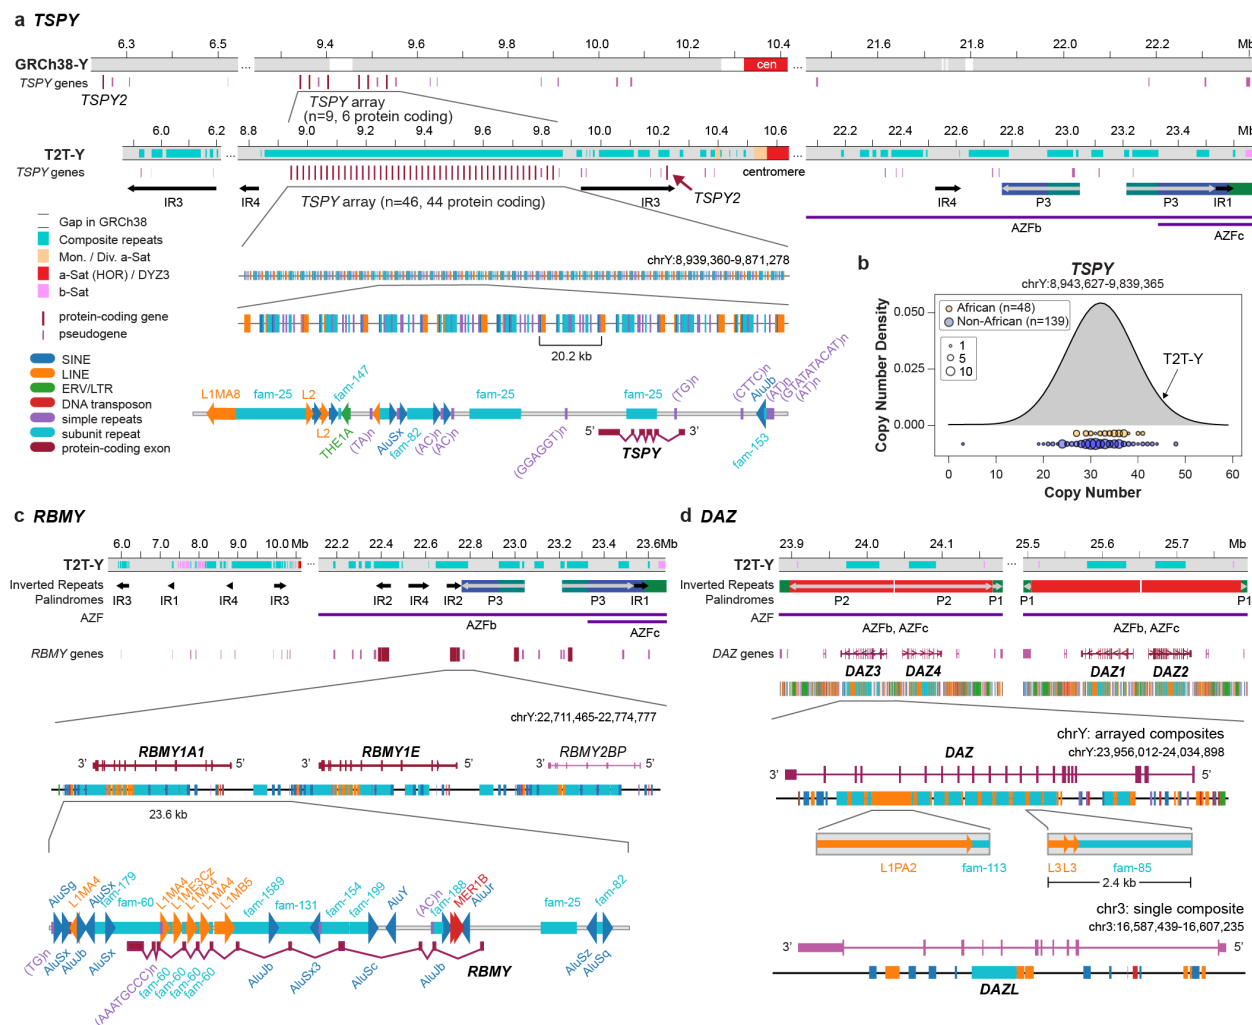 a TSPY
6.3 6.5 9.4 10.0 10.2 10.4 21.6 21.8 22.0 22.2 Mb
GRCh38-Y ... cen ...
TSPY genes
TSPY2
TSPY array
(n=9, 6 protein coding)
6.0 6.2 8.8 9.0 9.2 9.4 9.6 9.8 10.0 10.2 10.4 10.6 22.2 22.4 22.6 22.8 23.0 23.2 23.4 Mb
T2T-Y ... ...
TSPY genes
centromere
IR3 IR4 TSPY array (n=46, 44 protein coding) IR3 TSPY2 IR4 P3 P3 IR1
AZFb
AZFc
Gap in GRCh38
Composite repeats
Mon. / Div. a-Sat
a-Sat (HOR) / DYZ3
b-Sat
protein-coding gene
pseudogene
SINE
LINE
ERV/LTR
DNA transposon
simple repeats
subunit repeat
protein-coding exon
chrY:8,939,360-9,871,278
20.2 kb
L1MA8 fam-25 L2 fam-147 fam-25 fam-25 (TG)n (CTTC)n AluJb (AT)n (GTATATACAT)n (AT)n
THE1A L2 (TA)n AluSx fam-82 (AC)n (AC)n (GGAGGT)n fam-153
5' 3'
TSPY
b
TSPY
chrY:8,943,627-9,839,365
African (n=48)
Non-African (n=139)
1
5
10
T2T-Y
Copy Number Density
0.050
0.025
0.000
0 10 20 30 40 50 60
Copy Number
c RBMY
6.0 7.0 8.0 9.0 10.0 Mb 22.2 22.4 22.6 22.8 23.0 23.2 23.4 23.6Mb
T2T-Y ...
Inverted Repeats
Palindromes IR3 IR1 IR4 IR3 IR2 IR4 IR2 P3 P3 IR1
AZF AZFb
AZFc
RBMY genes
chrY:22,711,465-22,774,777
RBMY1A1 RBMY1E RBMY2BP
3' 5' 3' 5' 3' 5'
23.6 kb
AluSg L1MA4 AluSx fam-179 fam-60 L1MA4 L1ME3Cz L1MA4 L1MA4 L1MB5 fam-1589 fam-131 fam-154 fam-199 AluY (AC)n fam-188 MER1B AluJr fam-25 fam-82
(TG)n AluSx AluJb AluSx (AAATGCCC)n fam-60 fam-60 fam-60 fam-60 AluJb AluSx3 AluSc AluJb RBMY AluSz AluSq
d DAZ
23.9 24.0 24.1 25.5 25.6 25.7 Mb
T2T-Y ...
Inverted Repeats
Palindromes P2 P2 P1 P1 P1
AZF
AZFb, AZFc AZFb, AZFc
DAZ genes
DAZ3 DAZ4 DAZ1 DAZ2
chrY: arrayed composites
chrY:23,956,012-24,034,898
DAZ
3' 5'
L1PA2 fam-113 L3 L3 fam-85
2.4 kb
chr3: single composite
chr3:16,587,439-16,607,235
3' 5'
DAZL